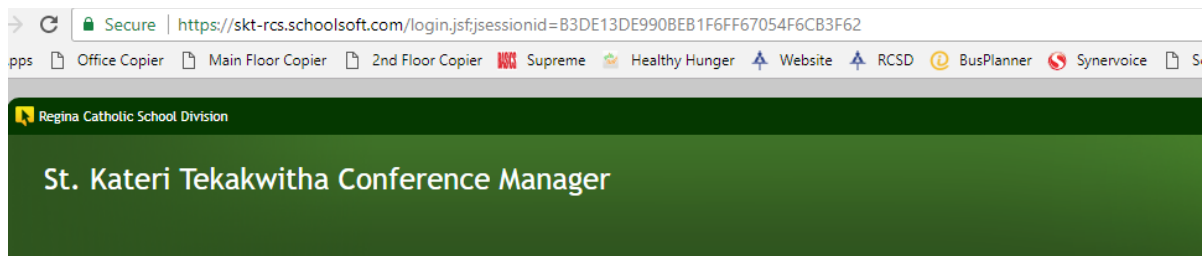 Secure | https://skt-rcs.schoolsoft.com/login.jsf;jsessionid=B3DE13DE990BEB1F6FF67054F6CB3F62
pps Office Copier Main Floor Copier 2nd Floor Copier Supreme Healthy Hunger Website RCSD BusPlanner Synervoice
Regina Catholic School Division
St. Kateri Tekakwitha Conference Manager